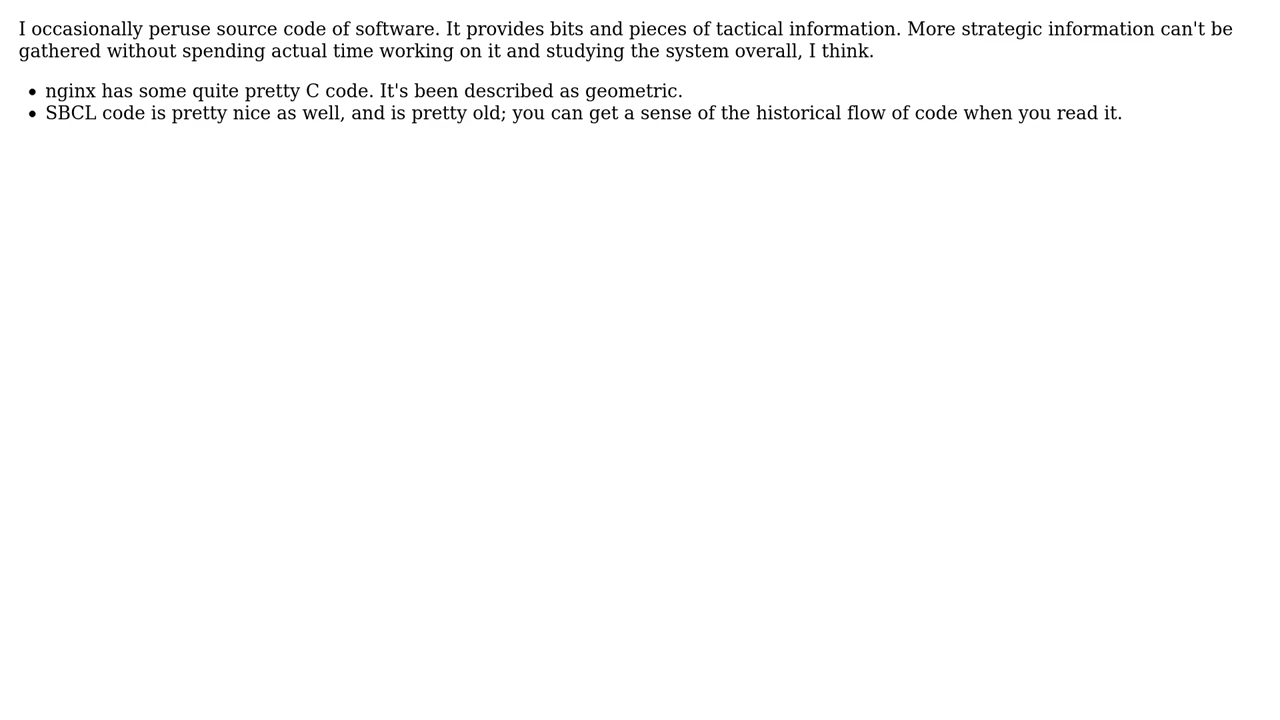 I occasionally peruse source code of software. It provides bits and pieces of tactical information. More strategic information can't be
gathered without spending actual time working on it and studying the system overall, I think.
• nginx has some quite pretty C code. It's been described as geometric.
• SBCL code is pretty nice as well, and is pretty old; you can get a sense of the historical flow of code when you read it.